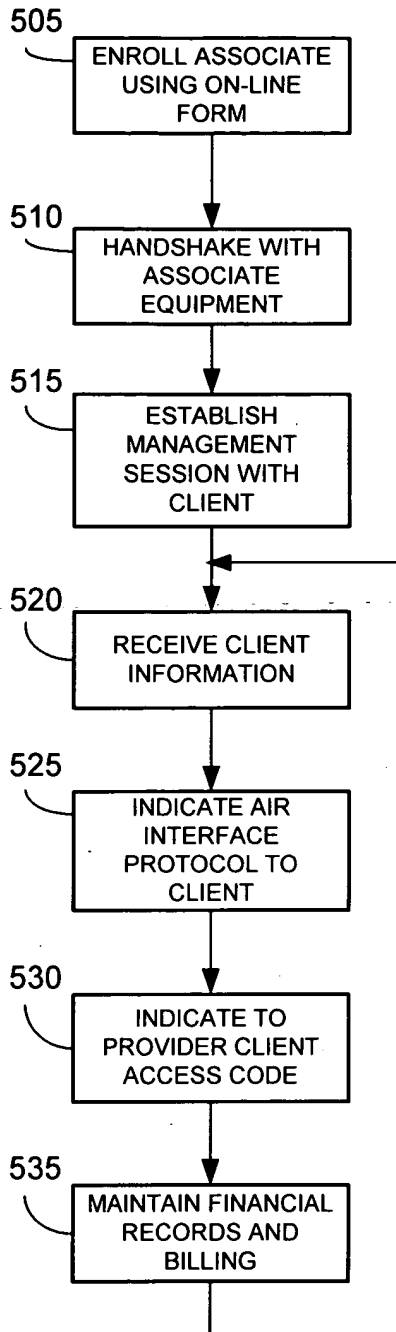 505
ENROLL ASSOCIATE
USING ON-LINE
FORM
510
HANDSHAKE WITH
ASSOCIATE
EQUIPMENT
515
ESTABLISH
MANAGEMENT
SESSION WITH
CLIENT
520
RECEIVE CLIENT
INFORMATION
525
INDICATE AIR
INTERFACE
PROTOCOL TO
CLIENT
530
INDICATE TO
PROVIDER CLIENT
ACCESS CODE
535
MAINTAIN FINANCIAL
RECORDS AND
BILLING